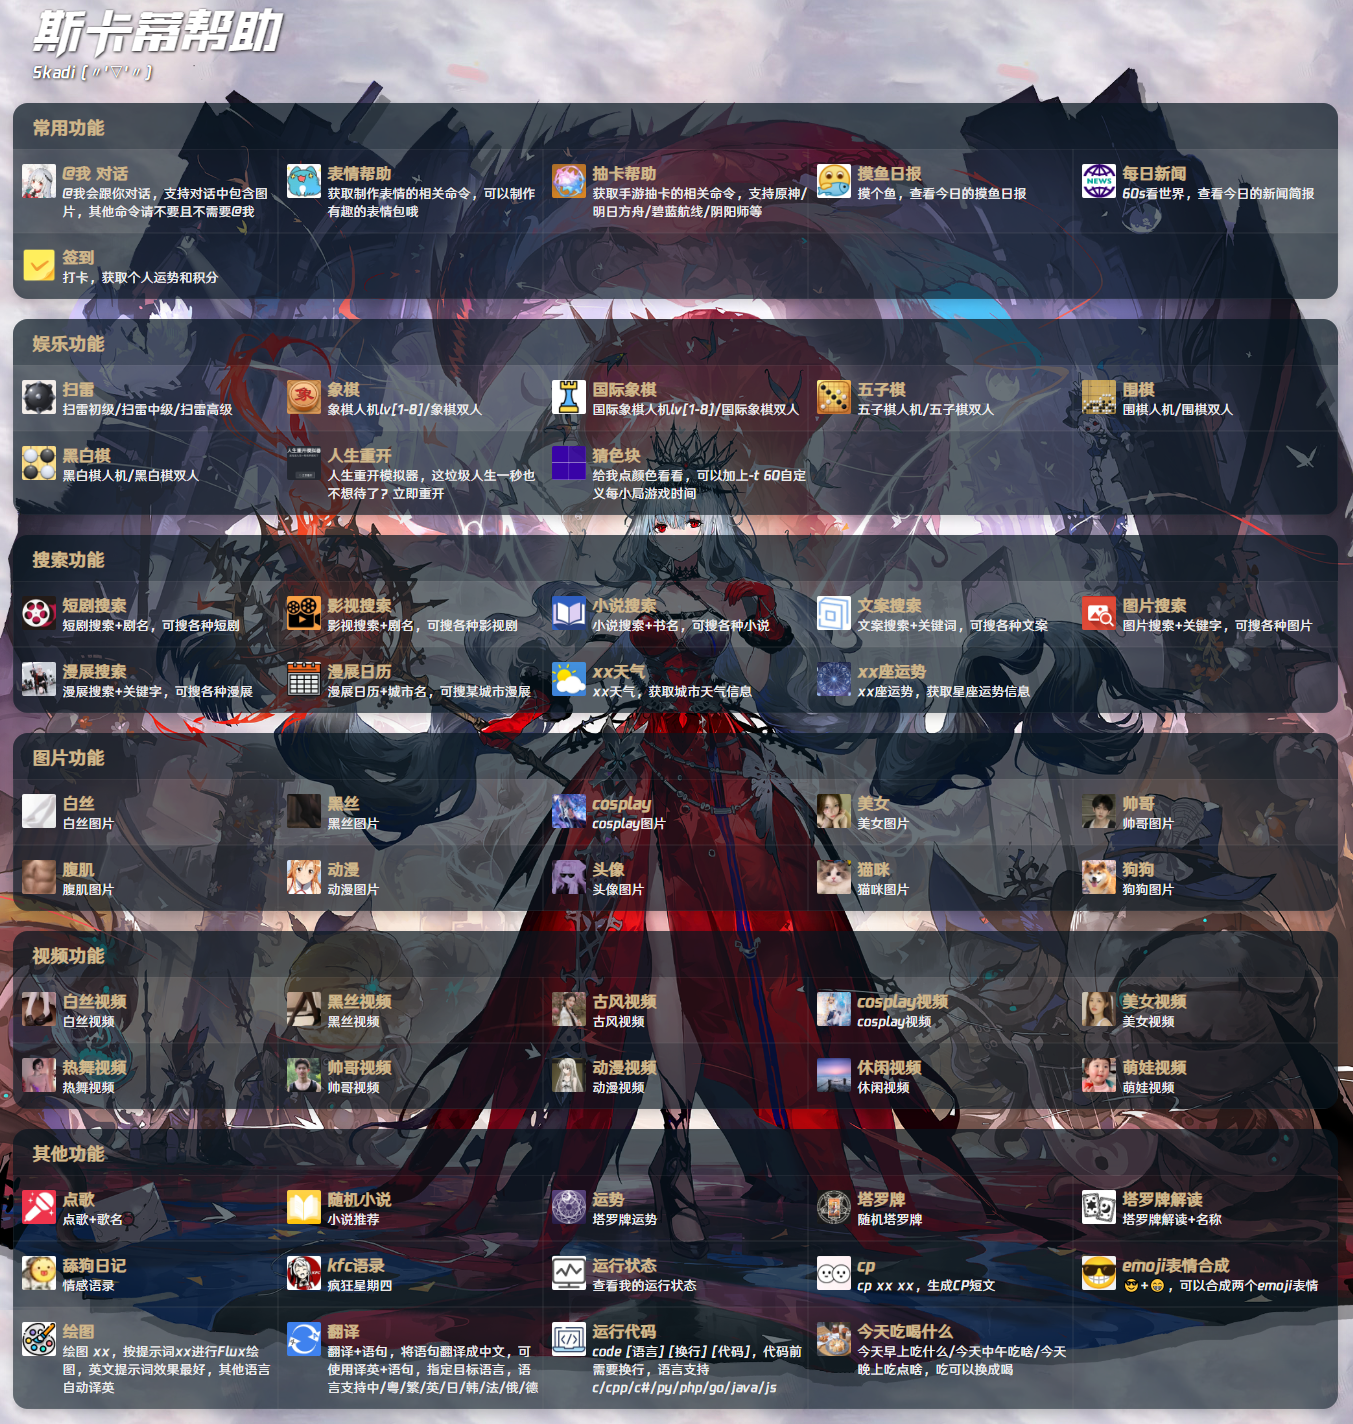 斯卡蒂帮助
Skadi (〃'▽'〃)
常用功能
@我 对话
@我会跟你对话，支持对话中包含图
片，其他命令请不要且不需要@我
表情帮助
获取制作表情的相关命令，可以制作
有趣的表情包哦
抽卡帮助
获取手游抽卡的相关命令，支持原神/
明日方舟/碧蓝航线/阴阳师等
摸鱼日报
摸个鱼，查看今日的摸鱼日报
NEWS
每日新闻
60s看世界，查看今日的新闻简报
签到
打卡，获取个人运势和积分
娱乐功能
扫雷
扫雷初级/扫雷中级/扫雷高级
象
象棋
象棋人机lv[1-8]/象棋双人
国际象棋
国际象棋人机lv[1-8]/国际象棋双人
五子棋
五子棋人机/五子棋双人
围棋
围棋人机/围棋双人
黑白棋
黑白棋人机/黑白棋双人
人生重开模拟器
人生重开
人生重开模拟器，这垃圾人生一秒也
不想待了？立即重开
猜色块
给我点颜色看看，可以加上-t 60自定
义每小局游戏时间
搜索功能
短剧搜索
短剧搜索+剧名，可搜各种短剧
影视搜索
影视搜索+剧名，可搜各种影视剧
小说搜索
小说搜索+书名，可搜各种小说
文案搜索
文案搜索+关键词，可搜各种文案
图片搜索
图片搜索+关键字，可搜各种图片
漫展搜索
漫展搜索+关键字，可搜各种漫展
漫展日历
漫展日历+城市名，可搜某城市漫展
xx天气
xx天气，获取城市天气信息
xx座运势
xx座运势，获取星座运势信息
图片功能
白丝
白丝图片
黑丝
黑丝图片
cosplay
cosplay图片
美女
美女图片
帅哥
帅哥图片
腹肌
腹肌图片
动漫
动漫图片
头像
头像图片
猫咪
猫咪图片
狗狗
狗狗图片
视频功能
白丝视频
白丝视频
黑丝视频
黑丝视频
古风视频
古风视频
cosplay视频
cosplay视频
美女视频
美女视频
热舞视频
热舞视频
帅哥视频
帅哥视频
动漫视频
动漫视频
休闲视频
休闲视频
萌娃视频
萌娃视频
其他功能
点歌
点歌+歌名
随机小说
小说推荐
运势
塔罗牌运势
塔罗牌
随机塔罗牌
塔罗牌解读
塔罗牌解读+名称
舔狗日记
情感语录
kfc语录
疯狂星期四
运行状态
查看我的运行状态
cp
cp xx xx，生成CP短文
emoji表情合成
😎+😁，可以合成两个emoji表情
绘图
绘图 xx，按提示词xx进行Flux绘
图，英文提示词效果最好，其他语言
自动译英
翻译
翻译+语句，将语句翻译成中文，可
使用译英+语句，指定目标语言，语
言支持中/粤/繁/英/日/韩/法/俄/德
运行代码
code [语言] [换行] [代码]，代码前
需要换行，语言支持
c/cpp/c#/py/php/go/java/js
今天吃喝什么
今天早上吃什么/今天中午吃啥/今天
晚上吃点啥，吃可以换成喝